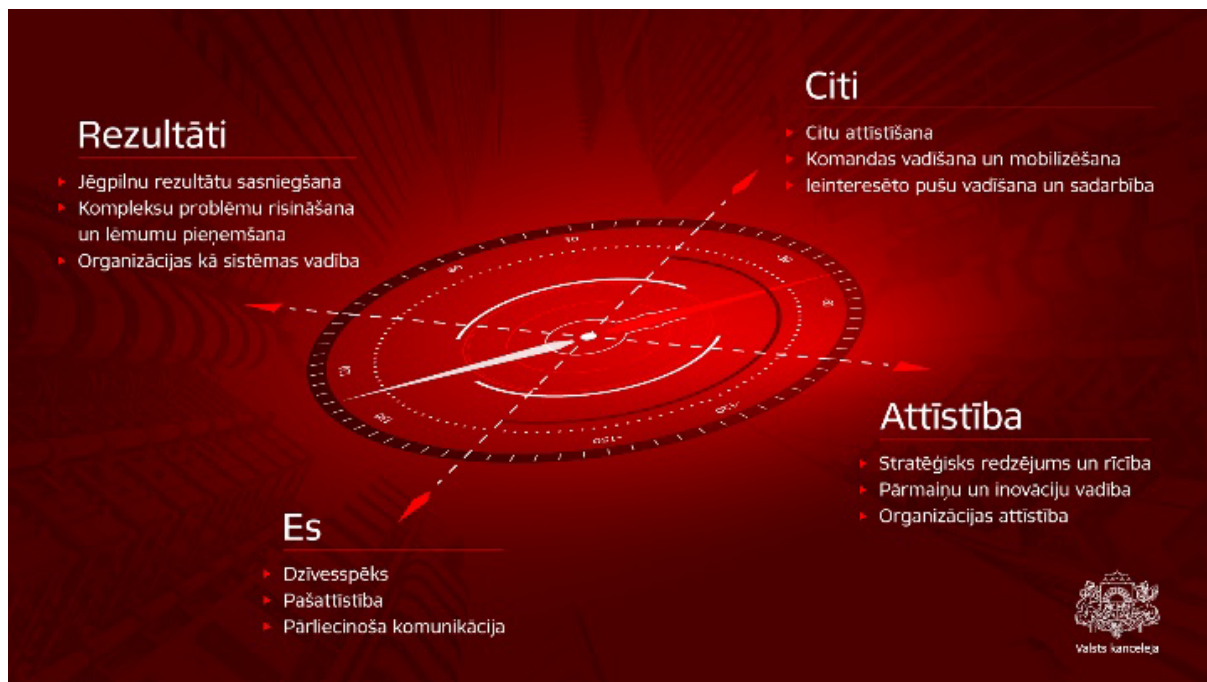 Rezultāti
Jēgpilnu rezultātu sasniegšana
Kompleksu problēmu risināšana
un lēmumu pieņemšana
Organizācijas kā sistēmas vadība
Citi
Citu attīstīšana
Komandas vadīšana un mobilizēšana
Ieinteresēto pušu vadīšana un sadarbība
Attīstība
Stratēģisks redzējums un rīcība
Pārmaiņu un inovāciju vadība
Organizācijas attīstība
Es
Dzīvesspēks
Pašattīstība
Pārliecinoša komunikācija
Valsts kanceleja